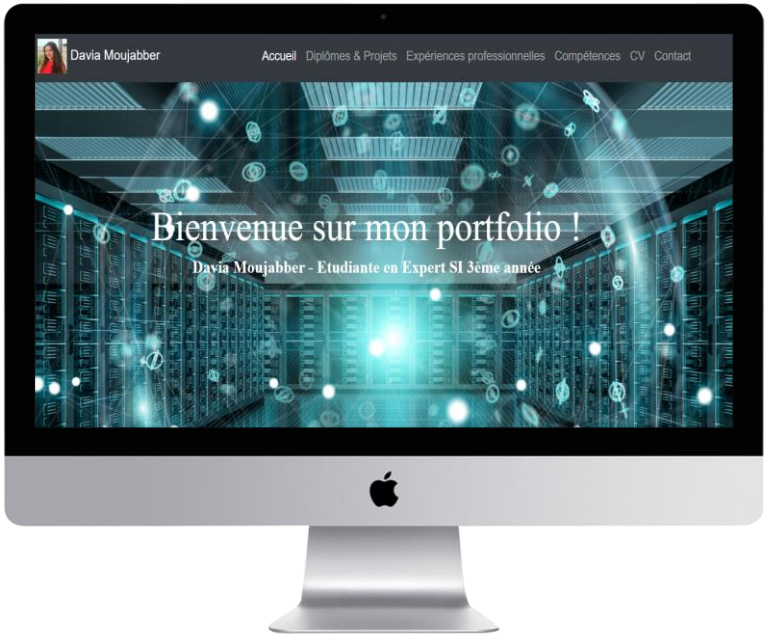 Davia Moujabber
Accueil Diplômes & Projets Expériences professionnelles Compétences CV Contact
Bienvenue sur mon portfolio !
Davia Moujabber - Etudiante en Expert SI 3ème année